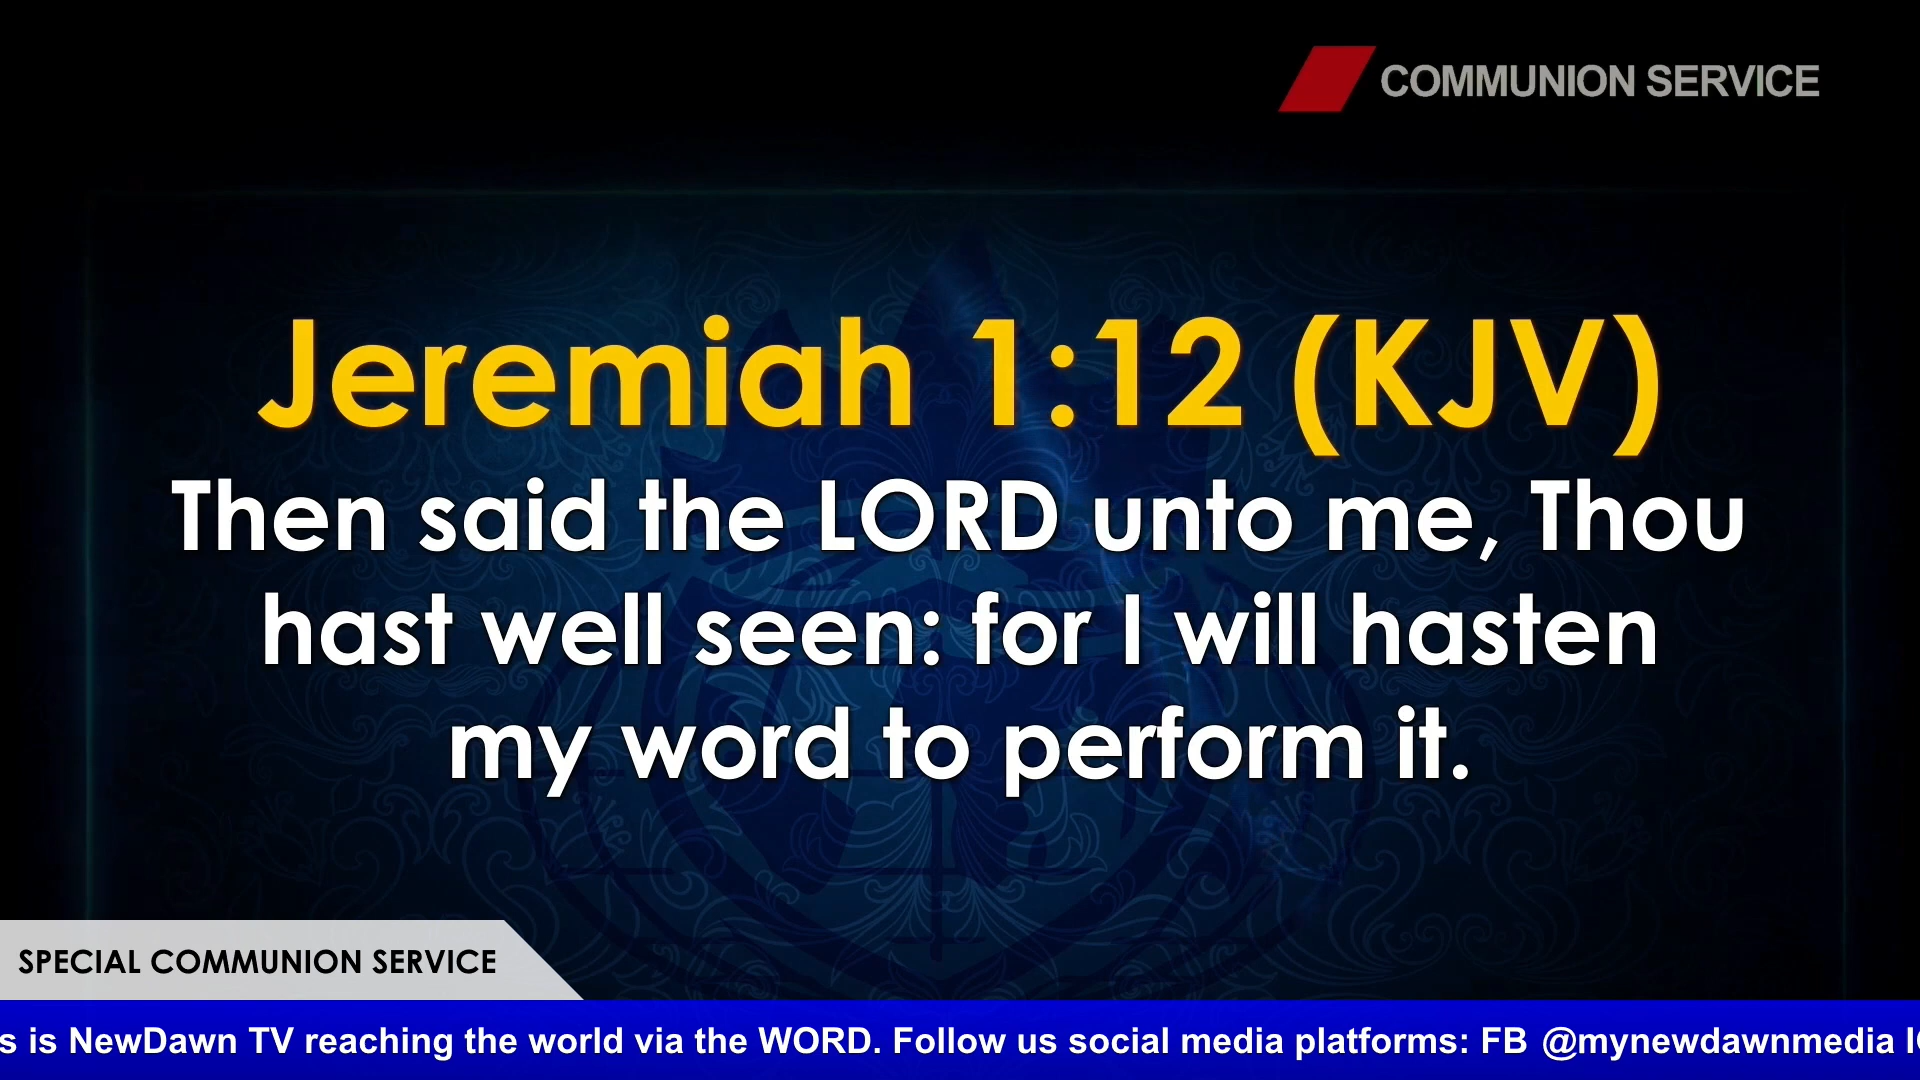 COMMUNION SERVICE
Jeremiah 1:12 (KJV)
Then said the LORD unto me, Thou
hast well seen: for I will hasten
my word to perform it.
SPECIAL COMMUNION SERVICE
is NewDawn TV reaching the world via the WORD. Follow us social media platforms: FB @mynewdawnmedia